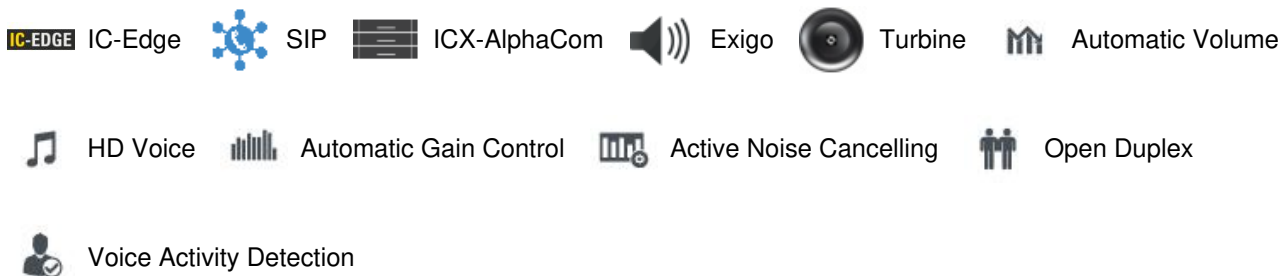 IC-EDGE IC-Edge SIP ICX-AlphaCom Exigo Turbine Automatic Volume
HD Voice Automatic Gain Control Active Noise Cancelling Open Duplex
Voice Activity Detection